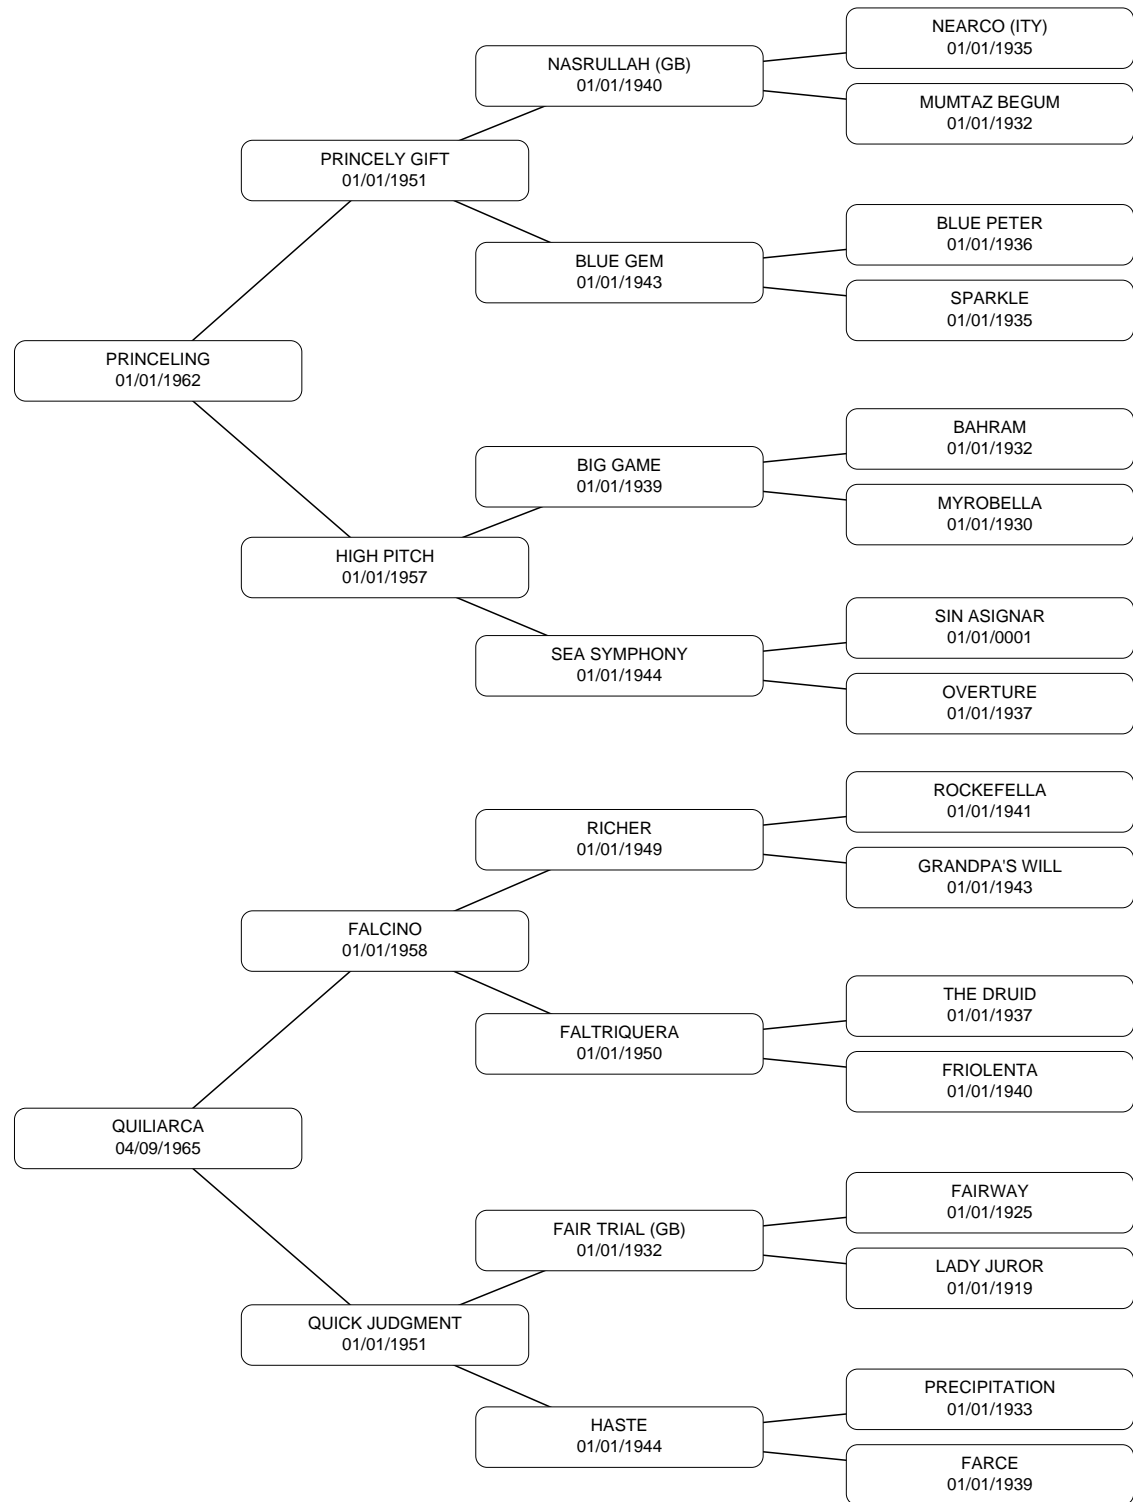 NEARCO (ITY)
01/01/1935
NASRULLAH (GB)
01/01/1940
MUMTAZ BEGUM
01/01/1932
PRINCELY GIFT
01/01/1951
BLUE PETER
01/01/1936
BLUE GEM
01/01/1943
SPARKLE
01/01/1935
PRINCELING
01/01/1962
BAHRAM
01/01/1932
BIG GAME
01/01/1939
MYROBELLA
01/01/1930
HIGH PITCH
01/01/1957
SIN ASIGNAR
01/01/0001
SEA SYMPHONY
01/01/1944
OVERTURE
01/01/1937
ROCKEFELLA
01/01/1941
RICHER
01/01/1949
GRANDPA'S WILL
01/01/1943
FALCINO
01/01/1958
THE DRUID
01/01/1937
FALTRIQUERA
01/01/1950
FRIOLENTA
01/01/1940
QUILIARCA
04/09/1965
FAIRWAY
01/01/1925
FAIR TRIAL (GB)
01/01/1932
LADY JUROR
01/01/1919
QUICK JUDGMENT
01/01/1951
PRECIPITATION
01/01/1933
HASTE
01/01/1944
FARCE
01/01/1939